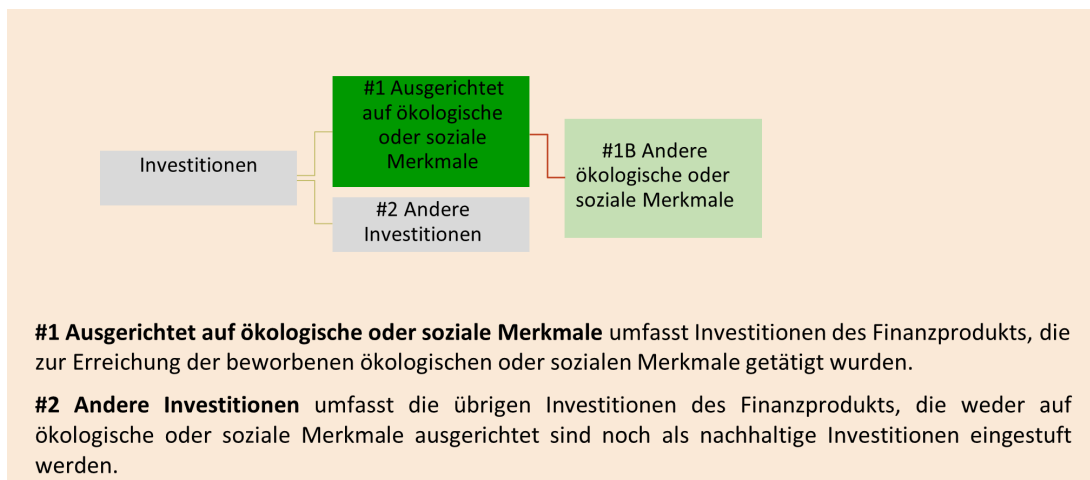 #1 Ausgerichtet
auf ökologische
oder soziale
Merkmale
Investitionen
#1B Andere
ökologische oder
soziale Merkmale
#2 Andere
Investitionen
#1 Ausgerichtet auf ökologische oder soziale Merkmale umfasst Investitionen des Finanzprodukts, die
zur Erreichung der beworbenen ökologischen oder sozialen Merkmale getätigt wurden.
#2 Andere Investitionen umfasst die übrigen Investitionen des Finanzprodukts, die weder auf
ökologische oder soziale Merkmale ausgerichtet sind noch als nachhaltige Investitionen eingestuft
werden.